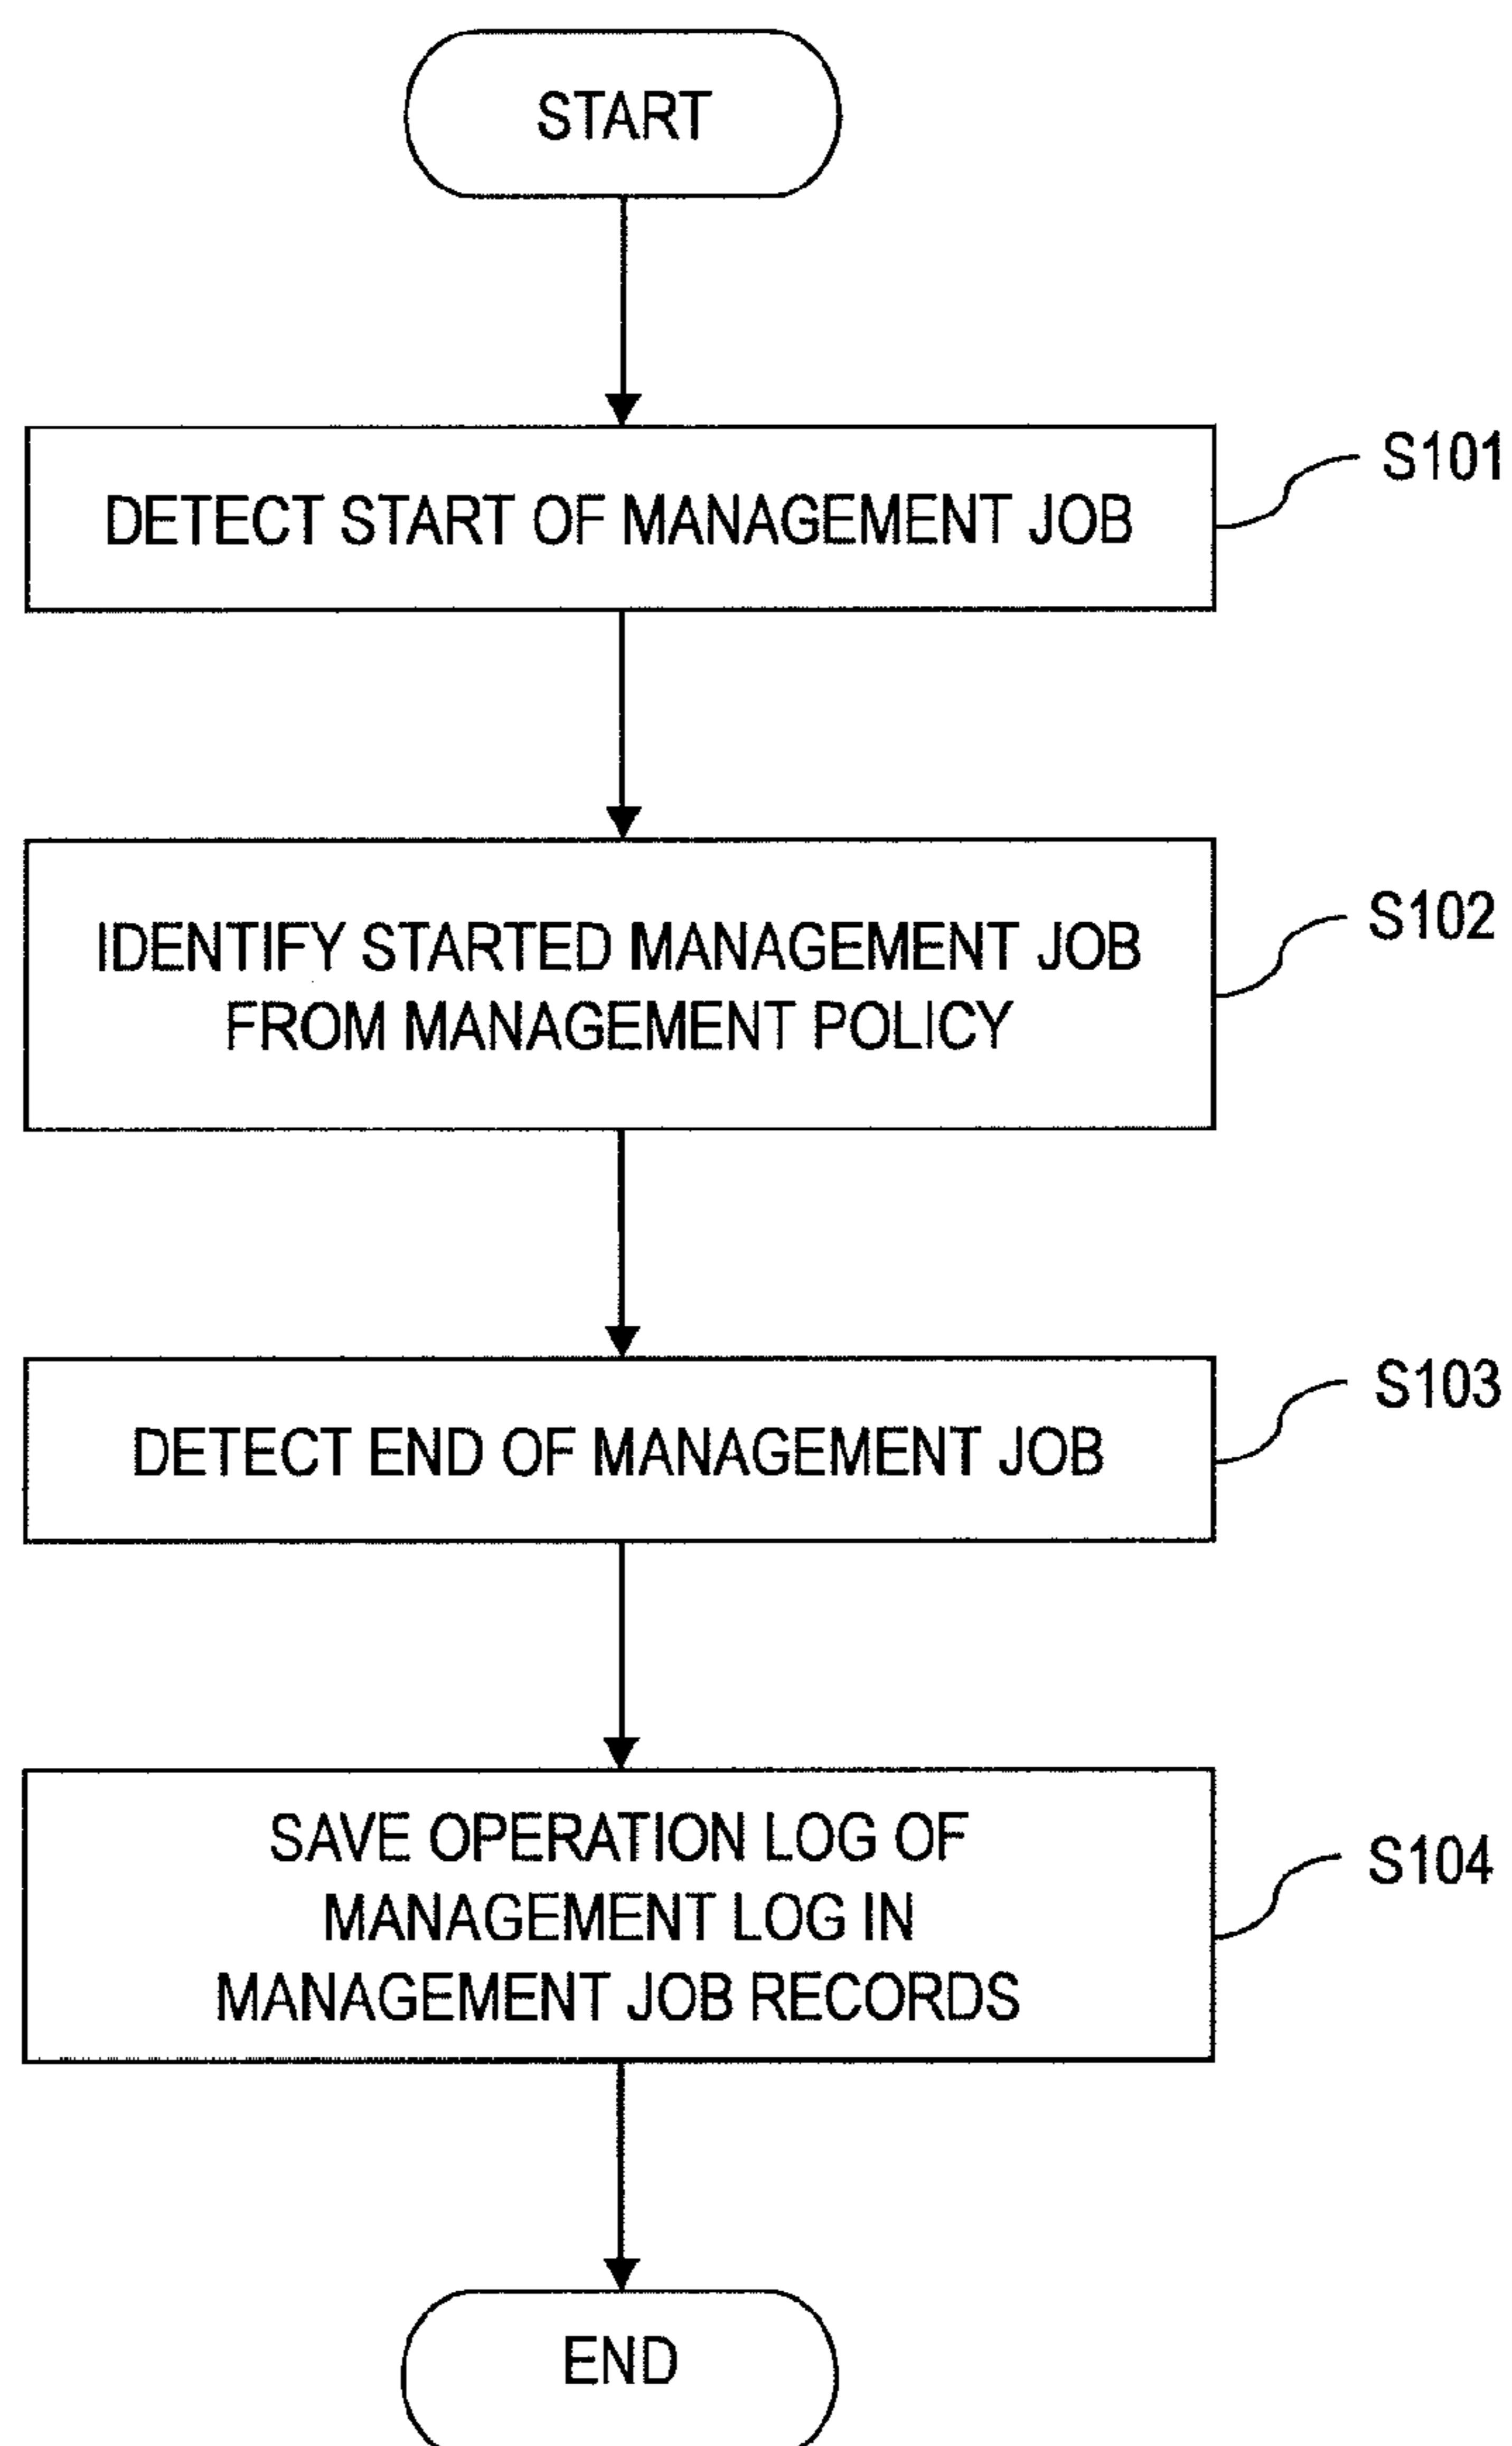 START
DETECT START OF MANAGEMENT JOB
S101
IDENTIFY STARTED MANAGEMENT JOB
FROM MANAGEMENT POLICY
S102
DETECT END OF MANAGEMENT JOB
S103
SAVE OPERATION LOG OF
MANAGEMENT LOG IN
MANAGEMENT JOB RECORDS
S104
END